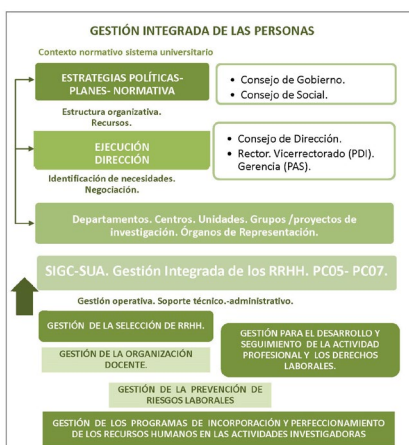 GESTIÓN INTEGRADA DE LAS PERSONAS
Contexto normativo sistema universitario
ESTRATEGIAS POLÍTICAS-
PLANES- NORMATIVA
• Consejo de Gobierno.
• Consejo de Social.
Estructura organizativa.
Recursos.
EJECUCIÓN
DIRECCIÓN
• Consejo de Dirección.
• Rector. Vicerrectorado (PDI).
Gerencia (PAS).
Identificación de necesidades.
Negociación.
Departamentos. Centros. Unidades. Grupos /proyectos de
investigación. Órganos de Representación.
SIGC-SUA. Gestión Integrada de los RRHH. PC05- PC07.
Gestión operativa. Soporte técnico.-administrativo.
GESTIÓN DE LA SELECCIÓN DE RRHH.
GESTIÓN DE LA ORGANIZACIÓN
DOCENTE.
GESTIÓN PARA EL DESARROLLO Y
SEGUIMIENTO DE LA ACTIVIDAD
PROFESIONAL Y LOS DERECHOS
LABORALES.
GESTIÓN DE LA PREVENCIÓN DE
RIESGOS LABORALES
GESTIÓN DE LOS PROGRAMAS DE INCORPORACIÓN Y PERFECCIONAMIENTO
DE LOS RECURSOS HUMANOS EN LAS ACTIVIDADES INVESTIGADORAS